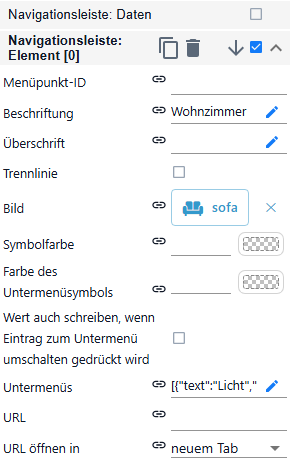 Navigationsleiste: Daten
Navigationsleiste:
Element [0]
Menüpunkt-ID
Beschriftung Wohnzimmer
Überschrift
Trennlinie
Bild sofa
Symbolfarbe
Farbe des
Untermenüsymbols
Wert auch schreiben, wenn
Eintrag zum Untermenü
umschalten gedrückt wird
Untermenüs [{"text":"Licht","
URL
URL öffnen in neuem Tab